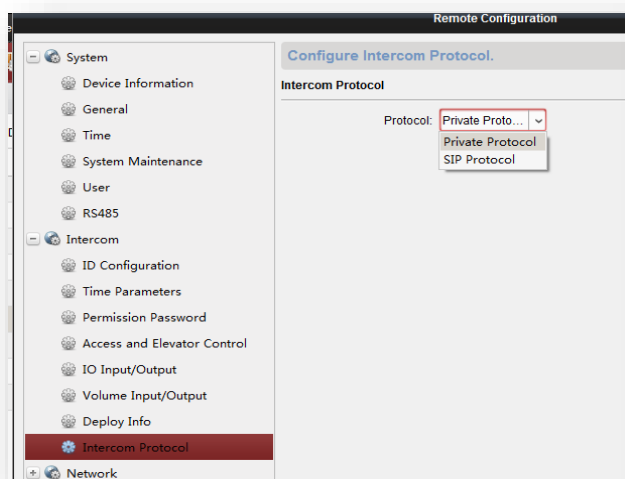 Remote Configuration
System
Device Information
General
Time
System Maintenance
User
RS485
Intercom
ID Configuration
Time Parameters
Permission Password
Access and Elevator Control
IO Input/Output
Volume Input/Output
Deploy Info
Intercom Protocol
Network
Configure Intercom Protocol.
Intercom Protocol
Protocol: Private Proto...
Private Protocol
SIP Protocol